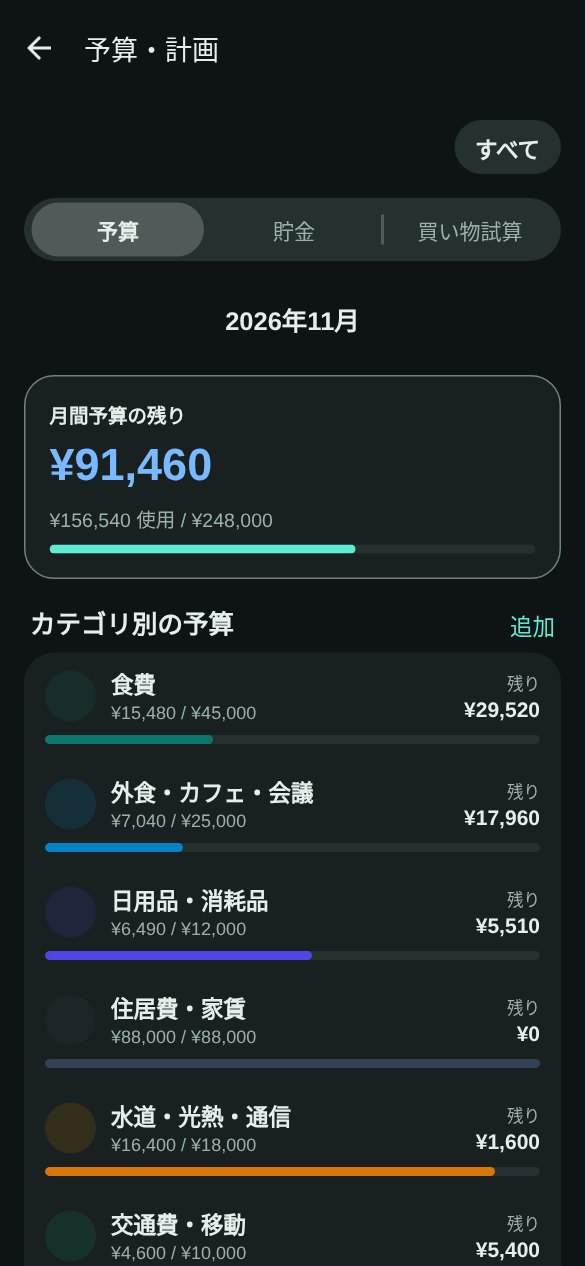 予算・計画
すべて
予算
貯金
買い物試算
2026年11月
月間予算の残り
¥91,460
¥156,540 使用 / ¥248,000
カテゴリ別の予算
追加
食費
残り
¥15,480 / ¥45,000
¥29,520
外食・カフェ・会議
残り
¥7,040 / ¥25,000
¥17,960
日用品・消耗品
残り
¥6,490 / ¥12,000
¥5,510
住居費・家賃
残り
¥88,000 / ¥88,000
¥0
水道・光熱・通信
残り
¥16,400 / ¥18,000
¥1,600
交通費・移動
残り
¥4,600 / ¥10,000
¥5,400